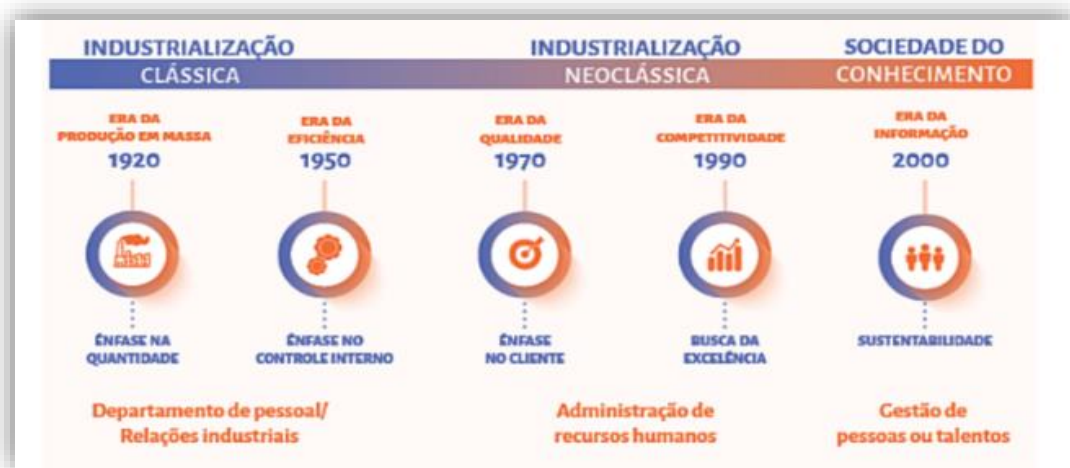 INDUSTRIALIZAÇÃO
CLÁSSICA
INDUSTRIALIZAÇÃO
NEOCLÁSSICA
SOCIEDADE DO
CONHECIMENTO
ERA DA
PRODUÇÃO EM MASSA
1920
ERA DA
EFICIÊNCIA
1950
ERA DA
QUALIDADE
1970
ERA DA
COMPETITIVIDADE
1990
ERA DA
INFORMAÇÃO
2000
ÊNFASE NA
QUANTIDADE
ÊNFASE NO
CONTROLE INTERNO
ÊNFASE
NO CLIENTE
BUSCA DA
EXCELÊNCIA
SUSTENTABILIDADE
Departamento de pessoal/
Relações industriais
Administração de
recursos humanos
Gestão de
pessoas ou talentos